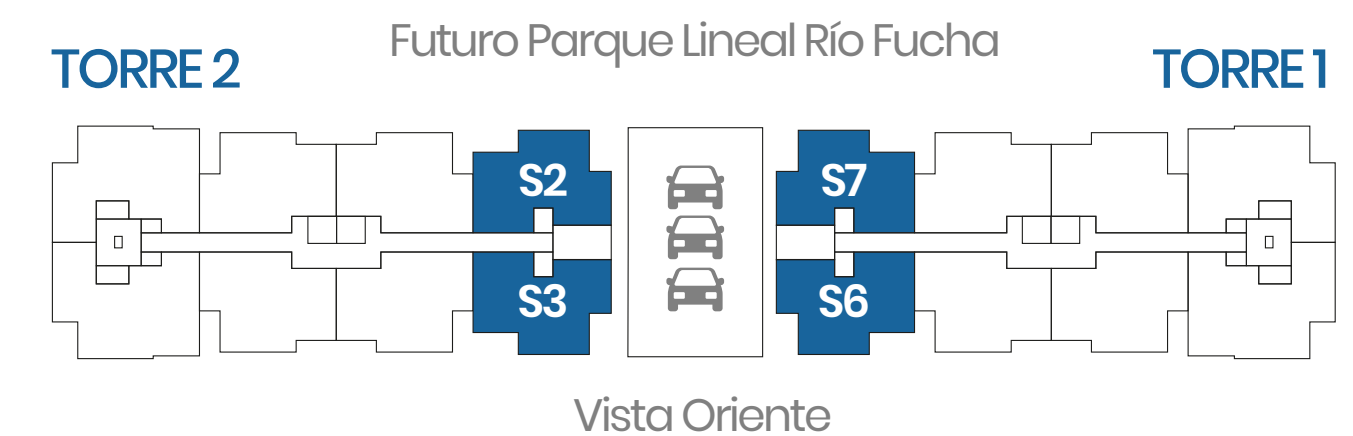 Futuro Parque Lineal Río Fucha
TORRE 2
TORRE 1
S2
S7
S3
S6
Vista Oriente